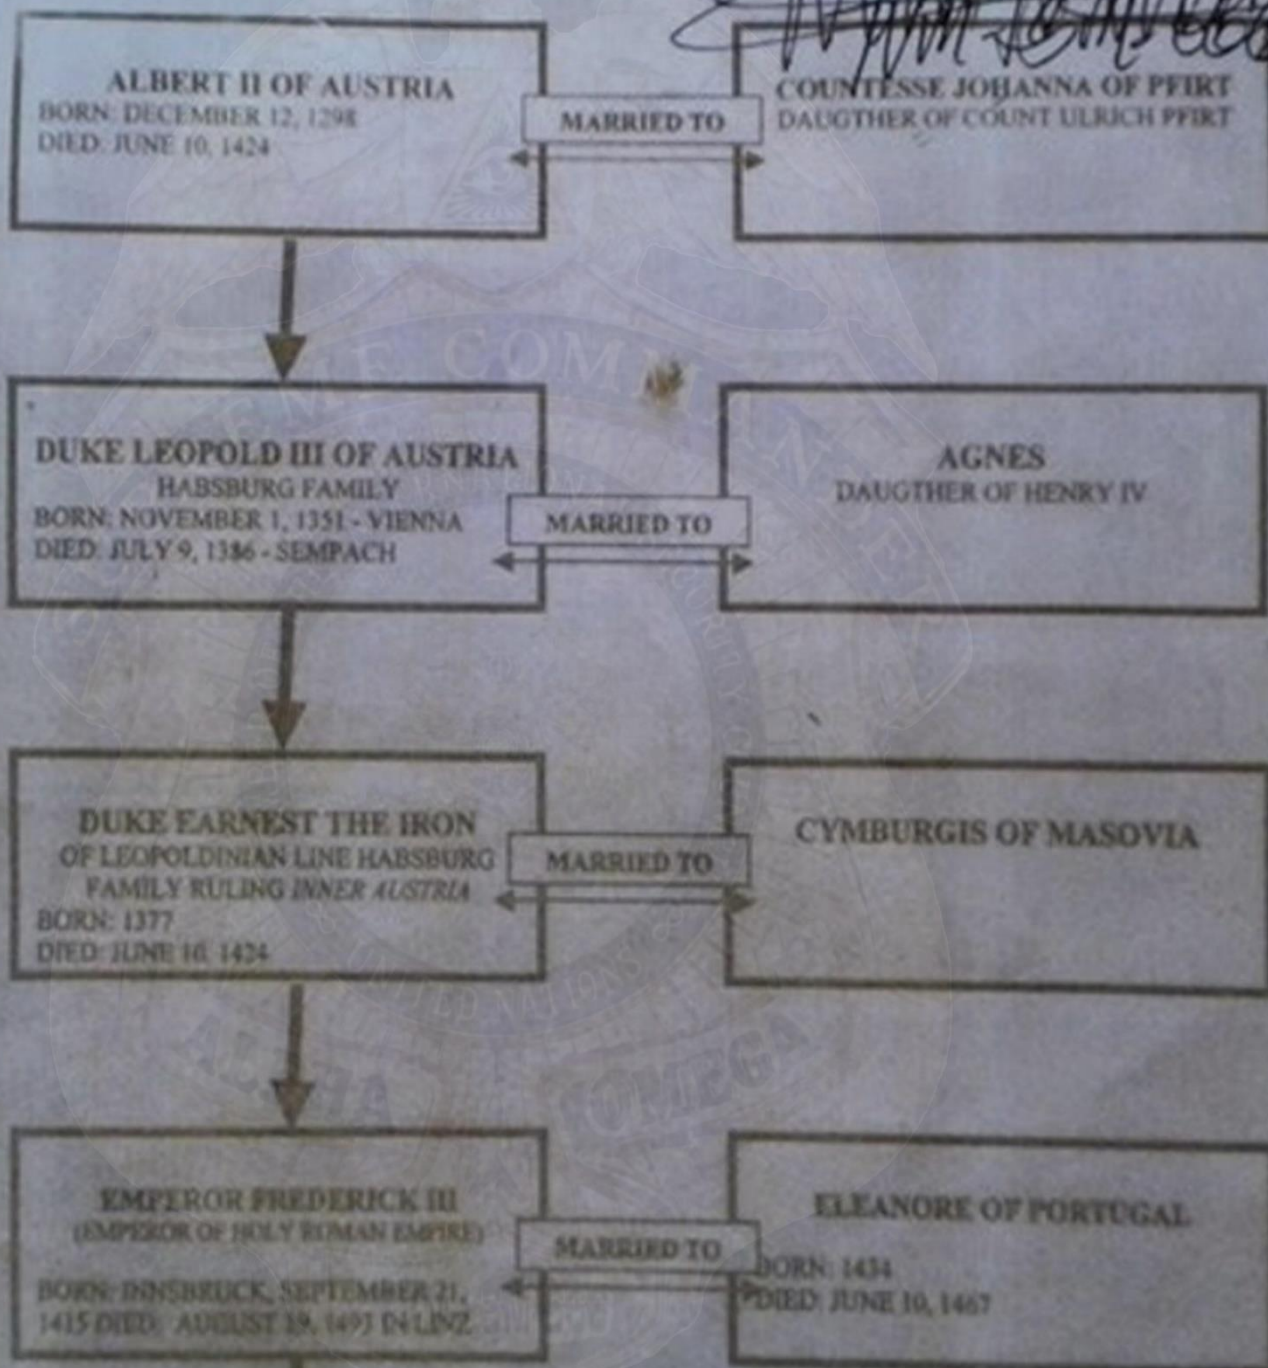 ALBERT II OF AUSTRIA
BORN: DECEMBER 12, 1298
DIED: JUNE 10, 1424
MARRIED TO
COUNTESSE JOHANNA OF PFIRT
DAUGTHER OF COUNT ULRICH PFIRT
DUKE LEOPOLD III OF AUSTRIA
HABSBURG FAMILY
BORN: NOVEMBER 1, 1351 - VIENNA
DIED: JULY 9, 1386 - SEMPACH
MARRIED TO
AGNES
DAUGTHER OF HENRY IV
DUKE EARNEST THE IRON
OF LEOPOLDINIAN LINE HABSBURG
FAMILY RULING INNER AUSTRIA
BORN: 1377
DIED: JUNE 10, 1424
MARRIED TO
CYMBURGIS OF MASOVIA
EMPEROR FREDERICK III
(EMPEROR OF HOLY ROMAN EMPIRE)
BORN: INNSBRUCK, SEPTEMBER 21,
1415 DIED: AUGUST 19, 1493 IN LINZ
MARRIED TO
ELEANORE OF PORTUGAL
BORN: 1434
DIED: JUNE 10, 1467
ALPHA
OMEGA